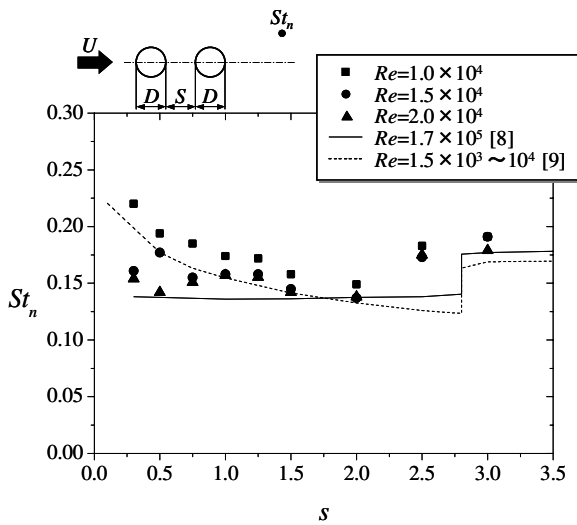 St_n
U
D S D
Re=1.0×10⁴
Re=1.5×10⁴
Re=2.0×10⁴
Re=1.7×10⁵ [8]
Re=1.5×10³～10⁴ [9]
0.30
0.25
0.20
0.15
0.10
0.05
0.00
St_n
0.0 0.5 1.0 1.5 2.0 2.5 3.0 3.5
s